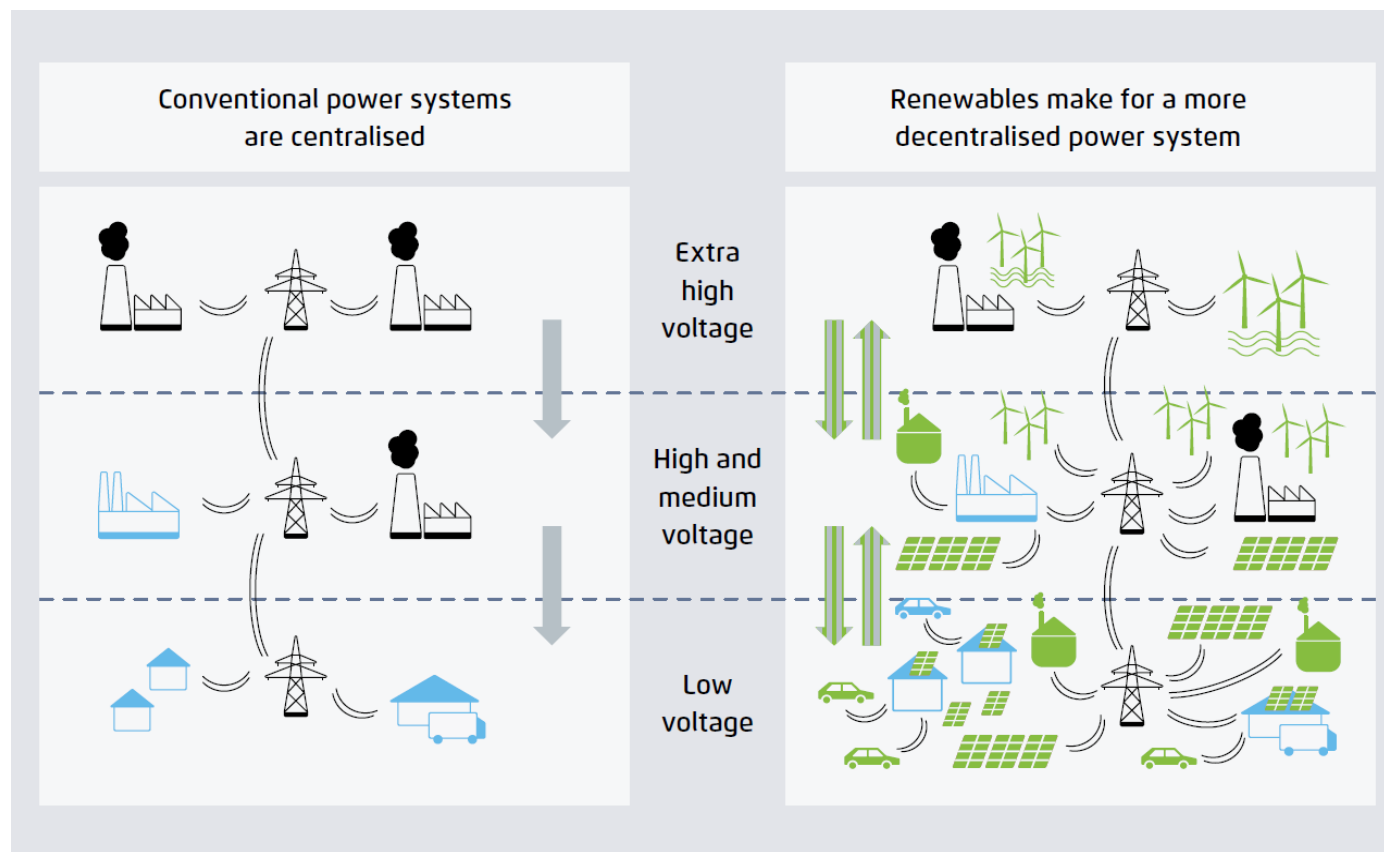 Conventional power systems
are centralised
Renewables make for a more
decentralised power system
Extra
high
voltage
High and
medium
voltage
Low
voltage